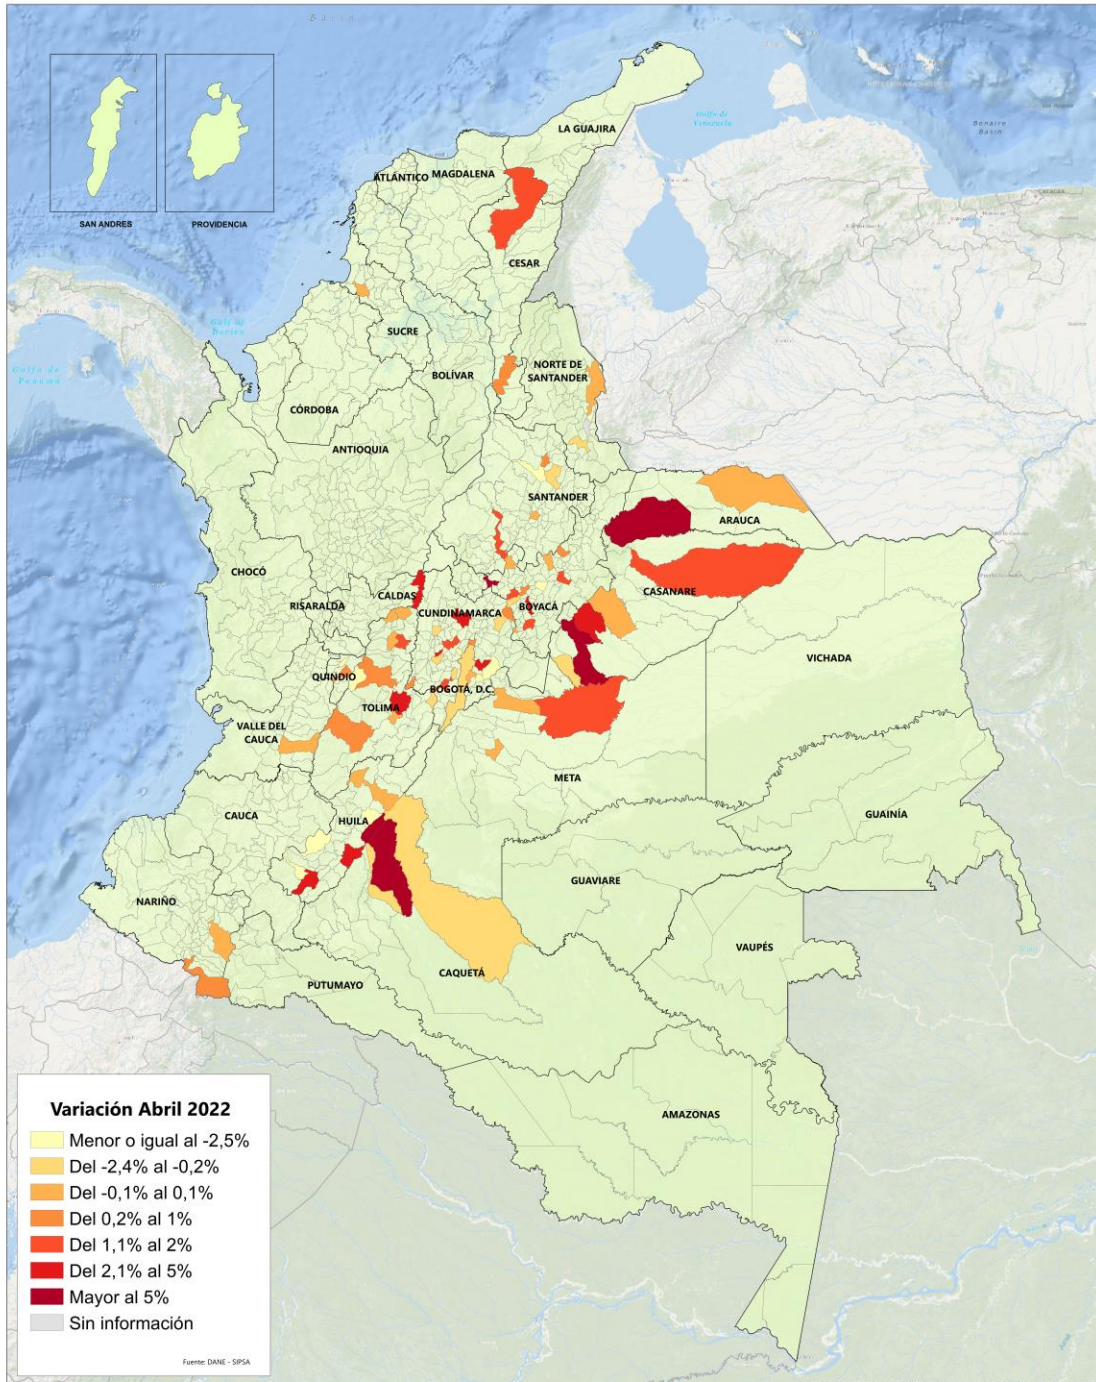 Golfo de
Venezuela
Bonaire
Basin
LA GUAJIRA
ATLÁNTICO
MAGDALENA
SAN ANDRES
PROVIDENCIA
CESAR
SUCRE
BOLÍVAR
NORTE DE
SANTANDER
Golfo de
Panamá
CÓRDOBA
ANTIOQUIA
SANTANDER
ARAUCA
CHOCÓ
CALDAS
RISARALDA
CUNDINAMARCA
BOYACÁ
CASANARE
VICHADA
QUINDIO
BOGOTÁ, D.C.
TOLIMA
VALLE DEL
CAUCA
META
CAUCA
HUILA
GUAINÍA
GUAVIARE
NARIÑO
VAUPÉS
CAQUETÁ
PUTUMAYO
AMAZONAS
Variación Abril 2022
Menor o igual al -2,5%
Del -2,4% al -0,2%
Del -0,1% al 0,1%
Del 0,2% al 1%
Del 1,1% al 2%
Del 2,1% al 5%
Mayor al 5%
Sin información
Fuente: DANE - SIPSA